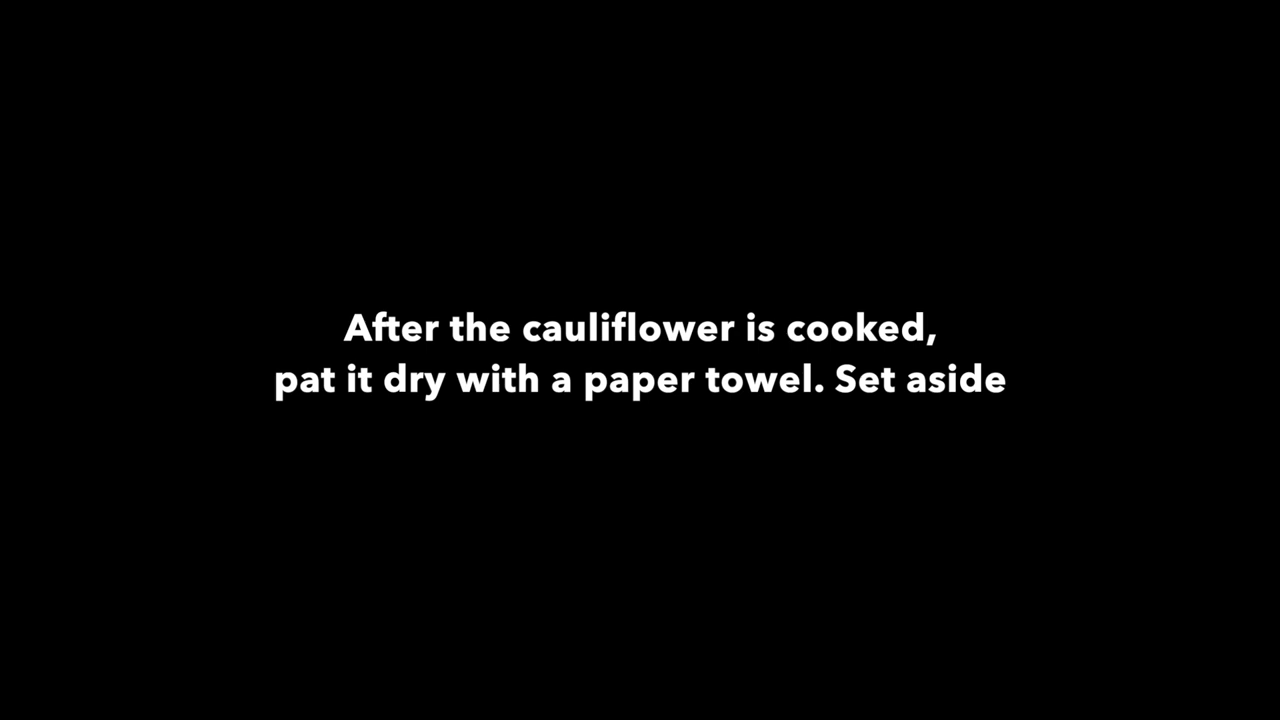 After the cauliflower is cooked,
pat it dry with a paper towel. Set aside